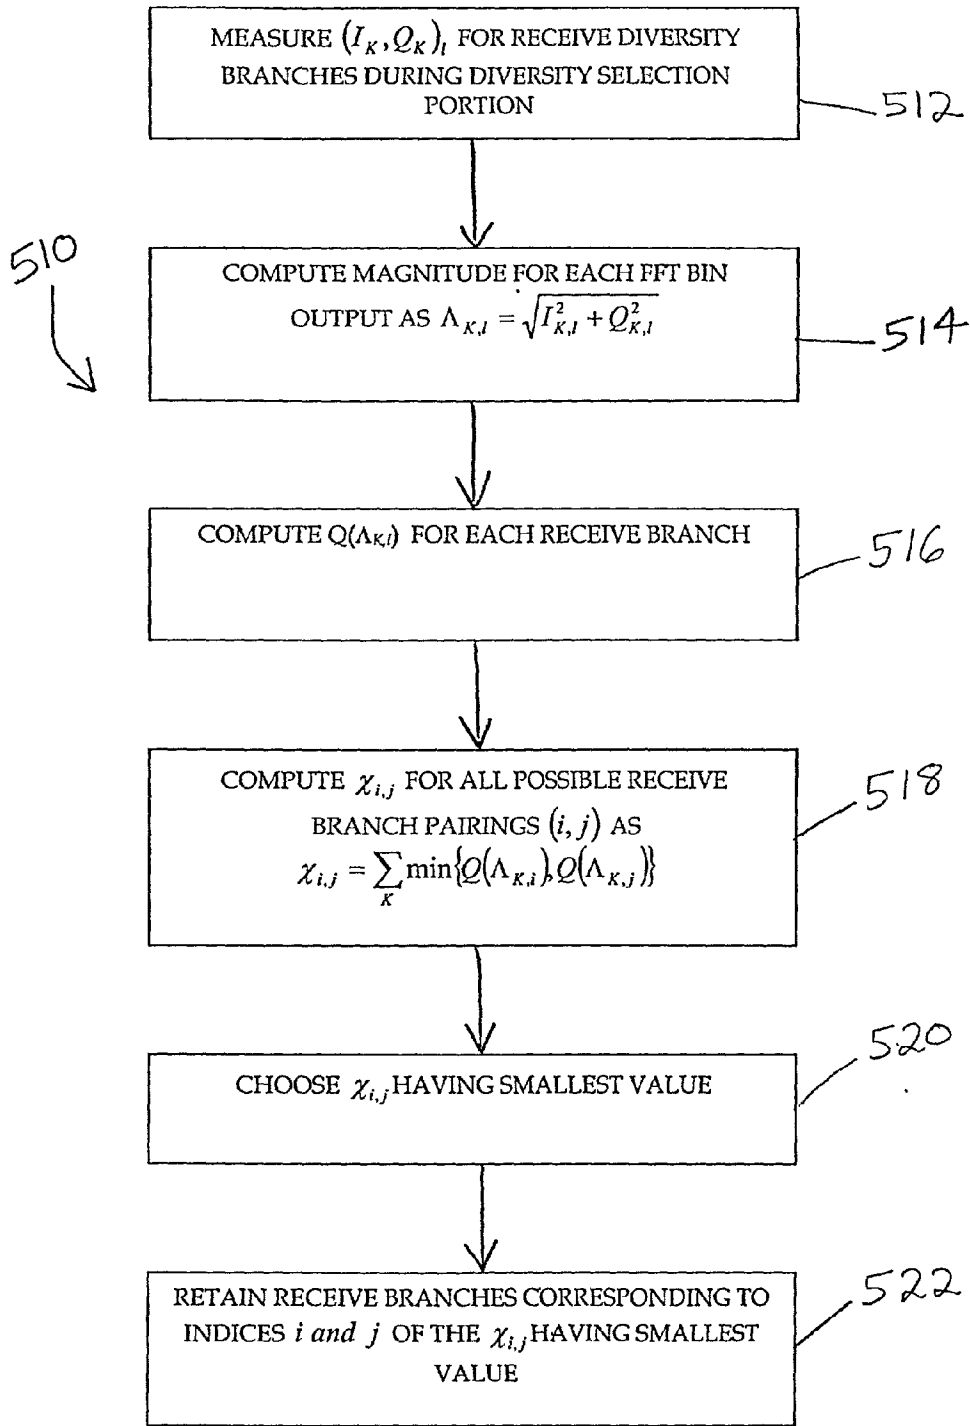 MEASURE (I_K, Q_K)_l FOR RECEIVE DIVERSITY
BRANCHES DURING DIVERSITY SELECTION
PORTION
512
510
COMPUTE MAGNITUDE FOR EACH FFT BIN
OUTPUT AS Λ_{K,l} = √(I²_{K,l} + Q²_{K,l})
514
COMPUTE Q(Λ_{K,l}) FOR EACH RECEIVE BRANCH
516
COMPUTE χ_{i,j} FOR ALL POSSIBLE RECEIVE
BRANCH PAIRINGS (i, j) AS
χ_{i,j} = ∑_K min{Q(Λ_{K,i}), Q(Λ_{K,j})}
518
CHOOSE χ_{i,j} HAVING SMALLEST VALUE
520
RETAIN RECEIVE BRANCHES CORRESPONDING TO
INDICES i and j OF THE χ_{i,j} HAVING SMALLEST
VALUE
522